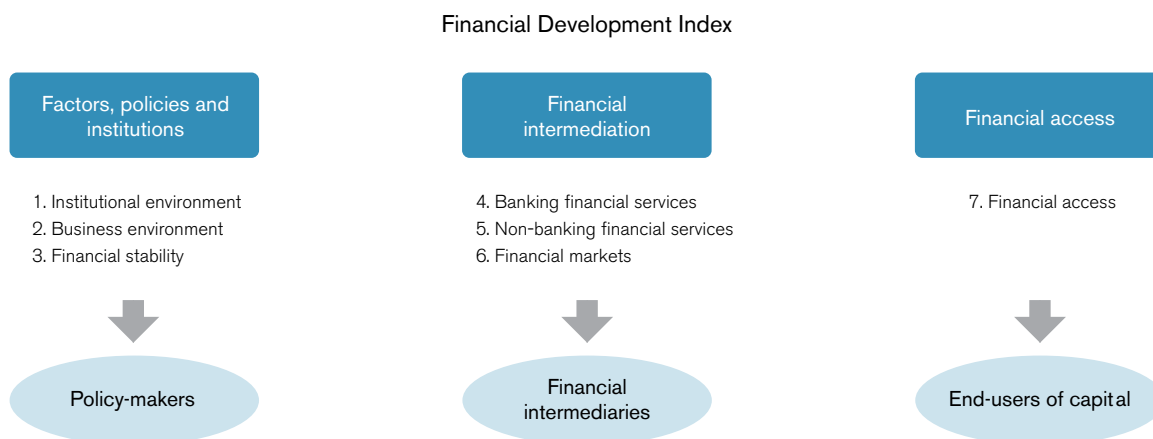 Financial Development Index
Factors, policies and
institutions
1. Institutional environment
2. Business environment
3. Financial stability
Policy-makers
Financial
intermediation
4. Banking financial services
5. Non-banking financial services
6. Financial markets
Financial
intermediaries
Financial access
7. Financial access
End-users of capital